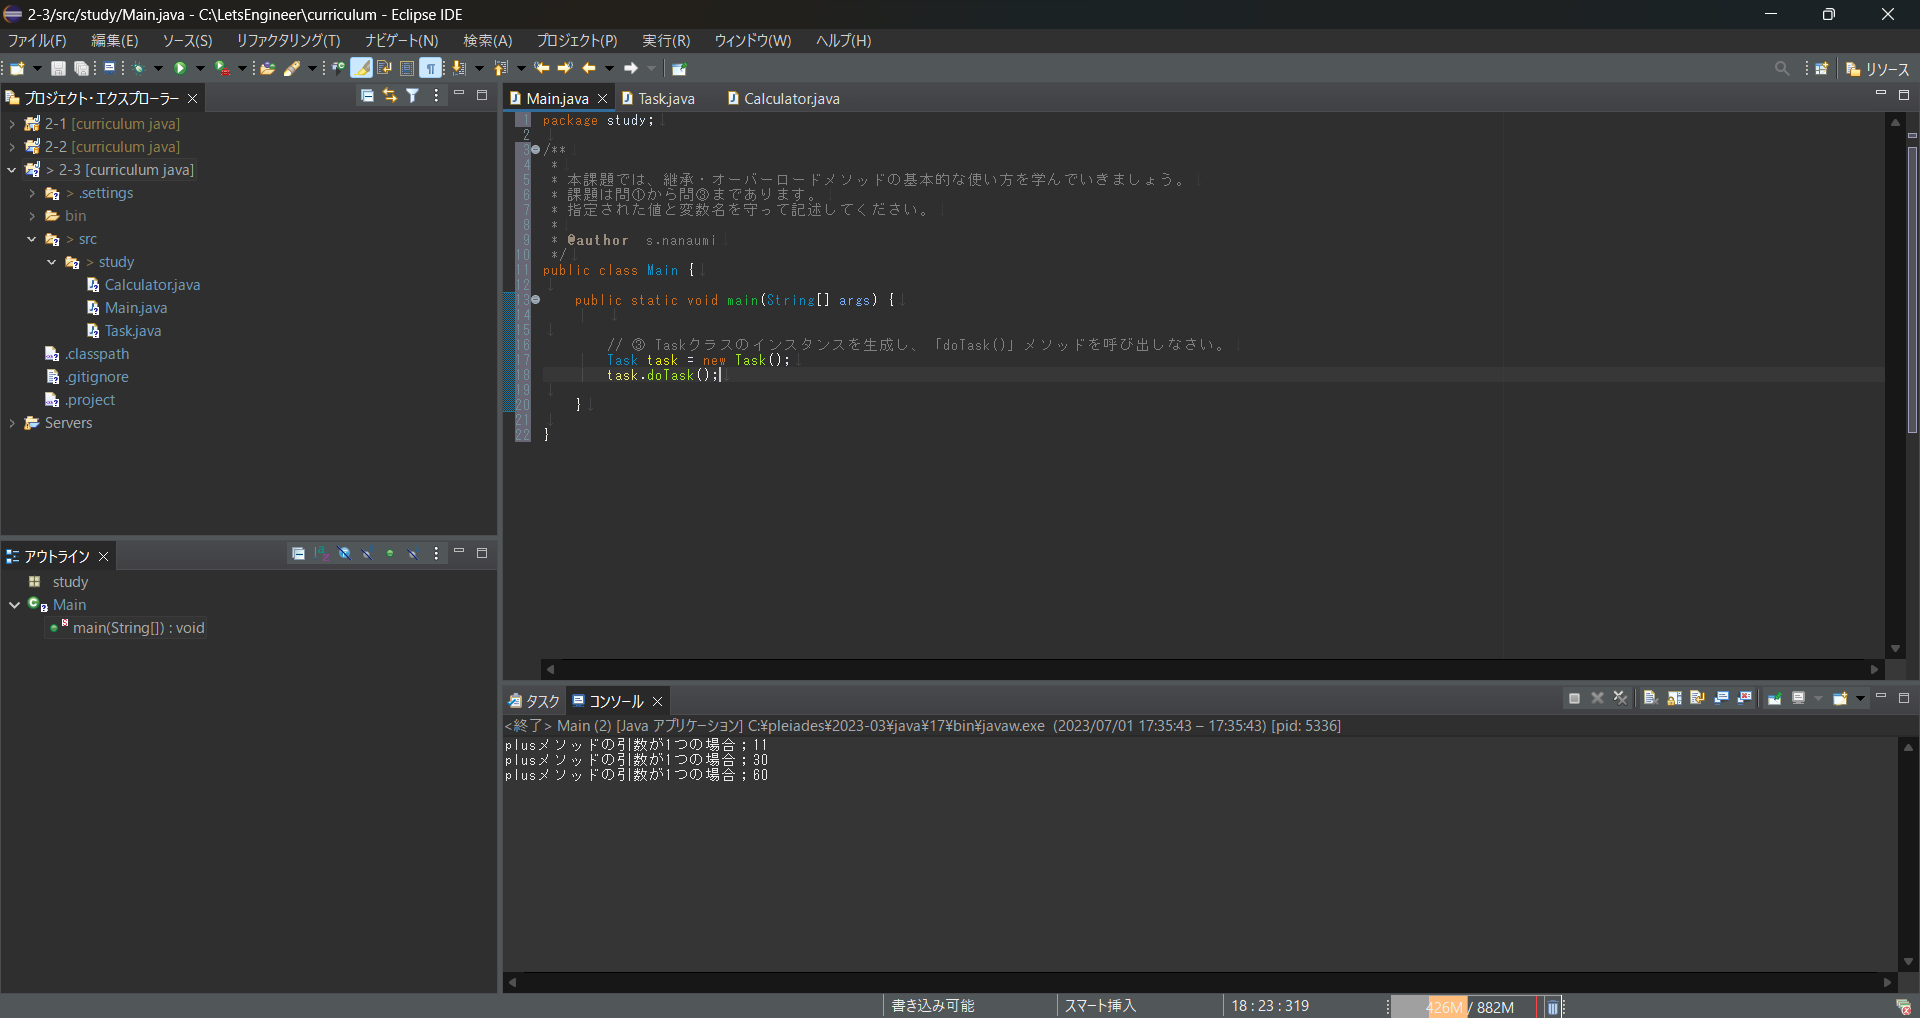 2-3/src/study/Main.java - C:\LetsEngineer\curriculum - Eclipse IDE
ファイル(F) 編集(E) ソース(S) リファクタリング(T) ナビゲート(N) 検索(A) プロジェクト(P) 実行(R) ウィンドウ(W) ヘルプ(H)
リソース
プロジェクト・エクスプローラー
2-1 [curriculum java]
2-2 [curriculum java]
> 2-3 [curriculum java]
> .settings
bin
> src
> study
Calculator.java
Main.java
Task.java
.classpath
.gitignore
.project
Servers
アウトライン
study
Main
main(String[]) : void
Main.java Task.java Calculator.java
1 package study;
2
3 /**
4 *
5 * 本課題では、継承・オーバーロードメソッドの基本的な使い方を学んでいきましょう。
6 * 課題は問①から問③まであります。
7 * 指定された値と変数名を守って記述してください。
8 *
9 * @author s.nanaumi
10 */
11 public class Main {
12
13 public static void main(String[] args) {
14
15
16 // ③ Taskクラスのインスタンスを生成し、「doTask()」メソッドを呼び出しなさい。
17 Task task = new Task();
18 task.doTask();
19
20 }
21
22 }
タスク コンソール
<終了> Main (2) [Java アプリケーション] C:¥pleiades¥2023-03¥java¥17¥bin¥javaw.exe (2023/07/01 17:35:43 – 17:35:43) [pid: 5336]
plusメソッドの引数が1つの場合；11
plusメソッドの引数が1つの場合；30
plusメソッドの引数が1つの場合；60
書き込み可能 スマート挿入 18 : 23 : 319 426M / 882M